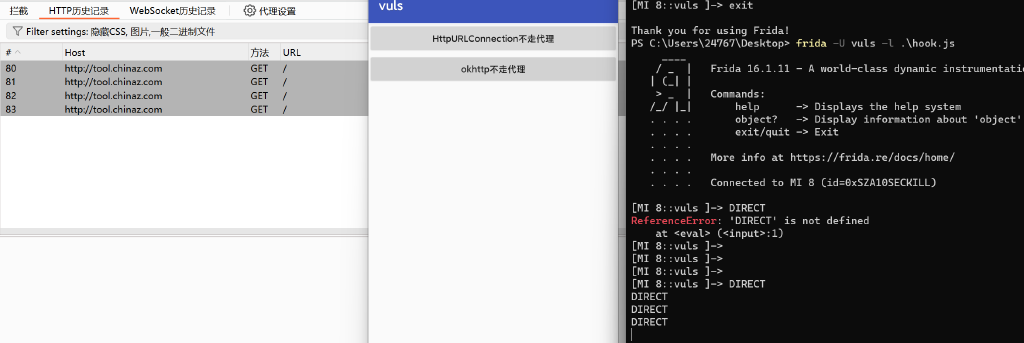 拦截 HTTP历史记录 WebSocket历史记录 代理设置
Filter settings: 隐藏CSS, 图片,一般二进制文件
# Host 方法 URL
80 http://tool.chinaz.com GET /
81 http://tool.chinaz.com GET /
82 http://tool.chinaz.com GET /
83 http://tool.chinaz.com GET /
vuls
HttpURLConnection不走代理
okhttp不走代理
[MI 8::vuls ]-> exit
Thank you for using Frida!
PS C:\Users\24767\Desktop> frida -U vuls -l .\hook.js
     ____
    / _  |   Frida 16.1.11 - A world-class dynamic instrumentatio
   | (_| |
    > _  |   Commands:
   /_/ |_|       help      -> Displays the help system
   . . . .       object?   -> Display information about 'object'
   . . . .       exit/quit -> Exit
   . . . .
   . . . .   More info at https://frida.re/docs/home/
   . . . .
   . . . .   Connected to MI 8 (id=0xSZA10SECKILL)
[MI 8::vuls ]-> DIRECT
ReferenceError: 'DIRECT' is not defined
    at <eval> (<input>:1)
[MI 8::vuls ]->
[MI 8::vuls ]->
[MI 8::vuls ]->
[MI 8::vuls ]-> DIRECT
DIRECT
DIRECT
DIRECT